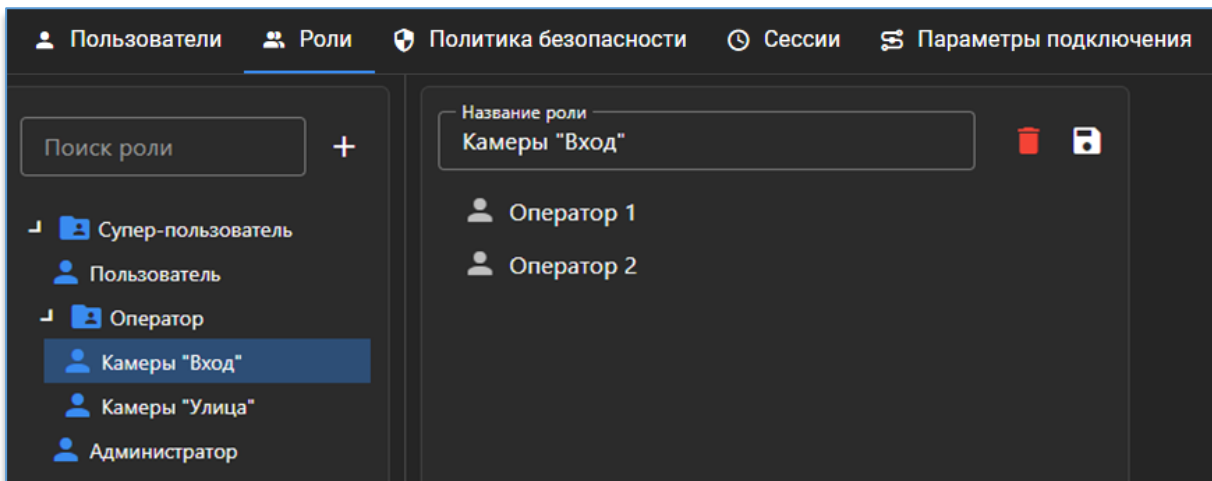 Пользователи Роли Политика безопасности Сессии Параметры подключения
Поиск роли
Супер-пользователь
Пользователь
Оператор
Камеры "Вход"
Камеры "Улица"
Администратор
Название роли
Камеры "Вход"
Оператор 1
Оператор 2